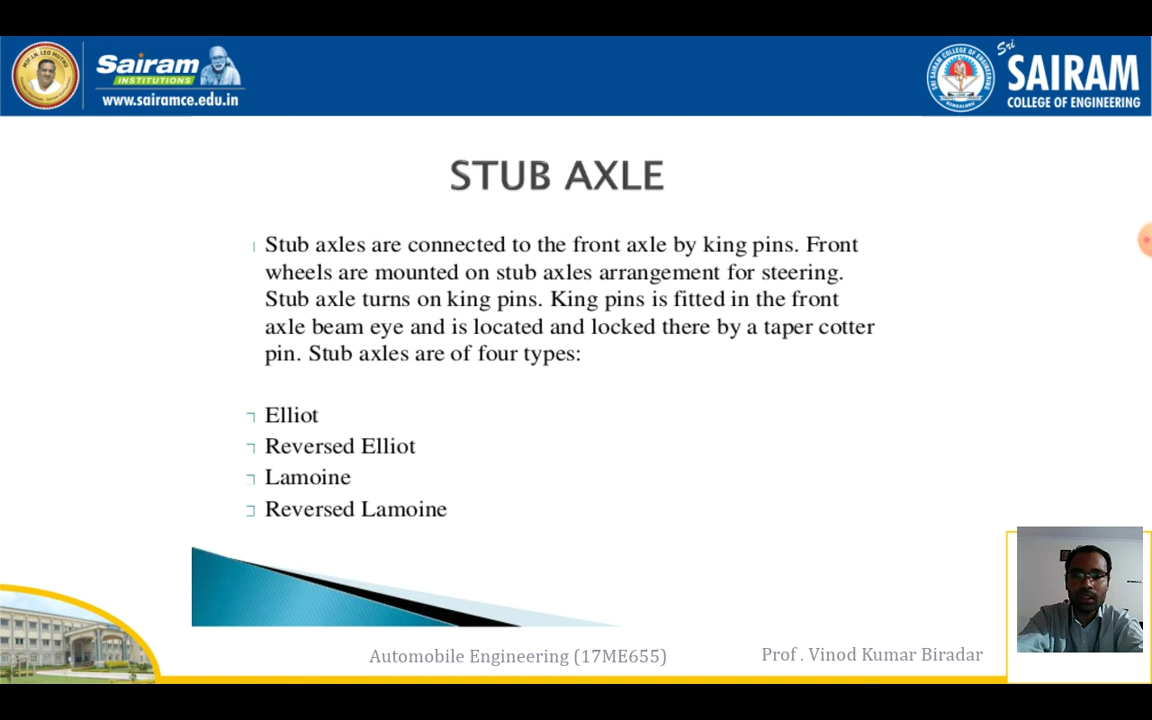 Sairam
INSTITUTIONS
www.sairamce.edu.in
Sri
SAIRAM
COLLEGE OF ENGINEERING
STUB AXLE
Stub axles are connected to the front axle by king pins. Front
wheels are mounted on stub axles arrangement for steering.
Stub axle turns on king pins. King pins is fitted in the front
axle beam eye and is located and locked there by a taper cotter
pin. Stub axles are of four types:
Elliot
Reversed Elliot
Lamoine
Reversed Lamoine
Automobile Engineering (17ME655)
Prof . Vinod Kumar Biradar